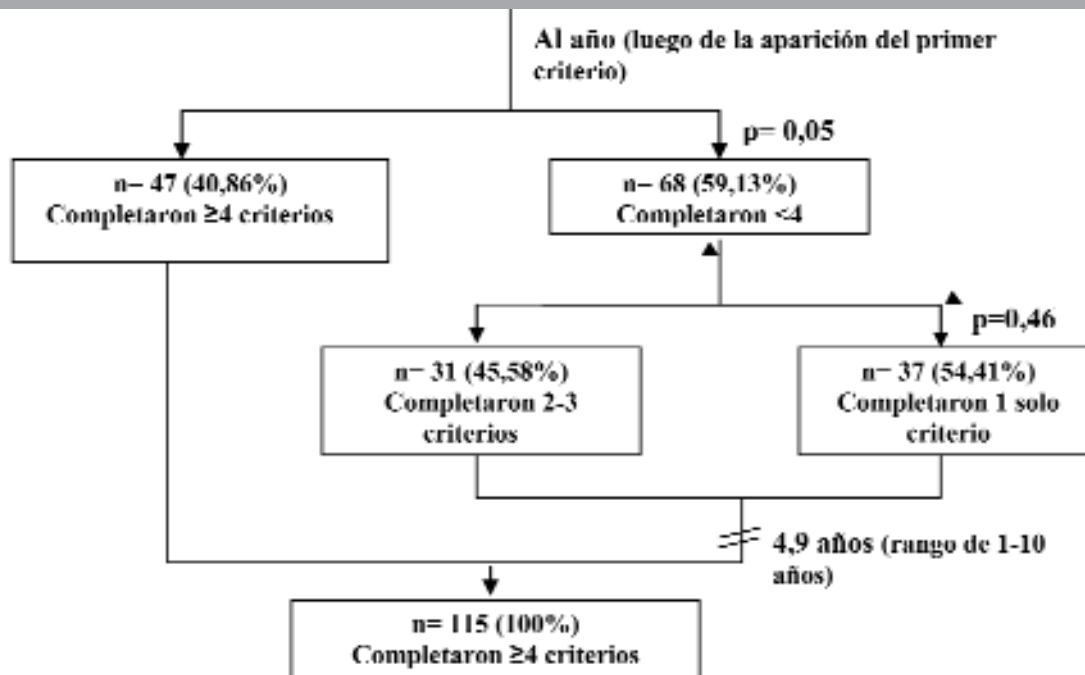 Al año (luego de la aparición del primer
criterio)
p= 0,05
n= 47 (40,86%)
Completaron ≥4 criterios
n= 68 (59,13%)
Completaron <4
p=0,46
n= 31 (45,58%)
Completaron 2-3
criterios
n= 37 (54,41%)
Completaron 1 solo
criterio
4,9 años (rango de 1-10
años)
n= 115 (100%)
Completaron ≥4 criterios